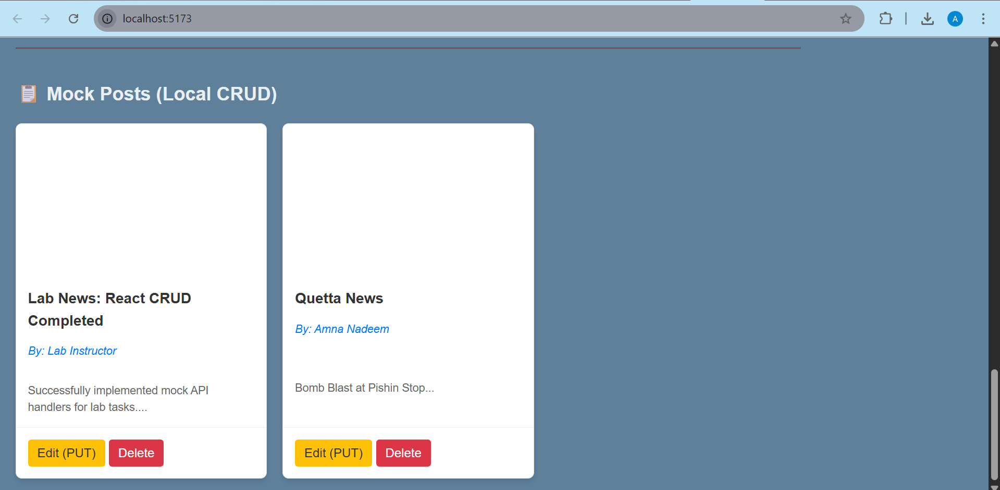 localhost:5173
A
Mock Posts (Local CRUD)
Lab News: React CRUD
Completed
By: Lab Instructor
Successfully implemented mock API
handlers for lab tasks....
Edit (PUT) Delete
Quetta News
By: Amna Nadeem
Bomb Blast at Pishin Stop...
Edit (PUT) Delete